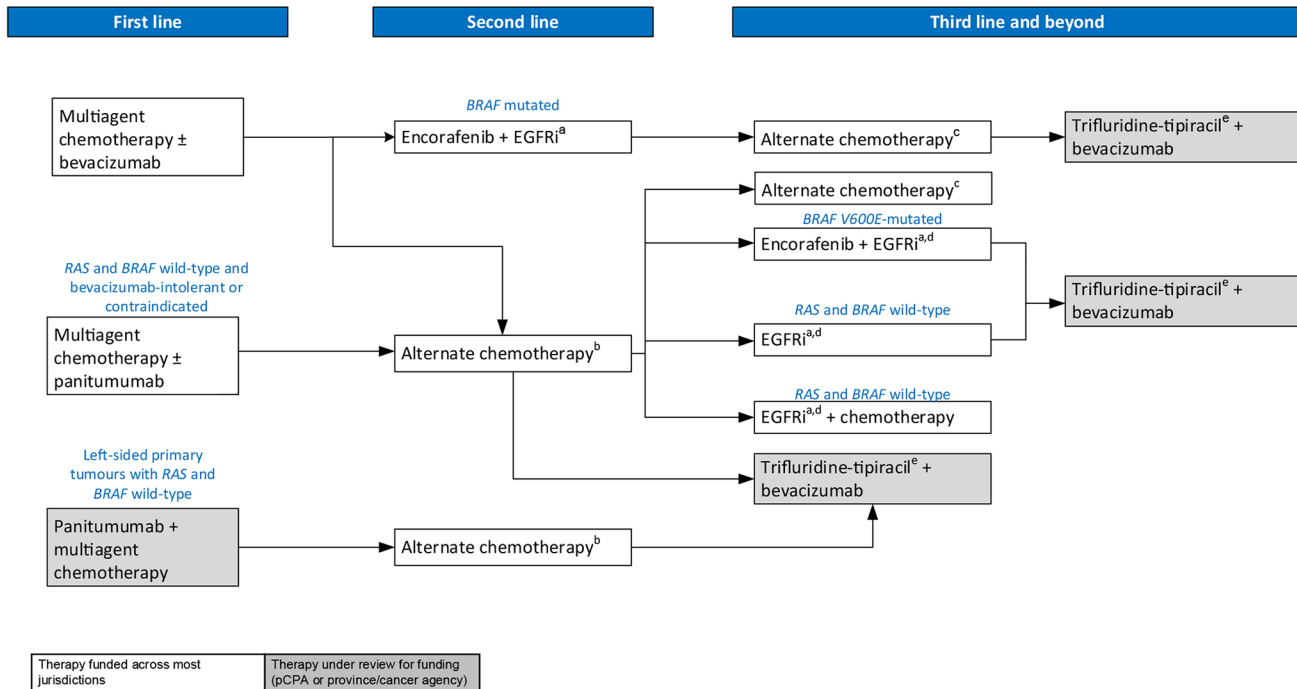 First line
Second line
Third line and beyond
Multiagent
chemotherapy ±
bevacizumab
BRAF mutated
Encorafenib + EGFRiᵃ
Alternate chemotherapyᶜ
Trifluridine-tipiracilᵉ +
bevacizumab
Alternate chemotherapyᶜ
BRAF V600E-mutated
Encorafenib + EGFRiᵃ,ᵈ
RAS and BRAF wild-type and
bevacizumab-intolerant or
contraindicated
Multiagent
chemotherapy ±
panitumumab
Alternate chemotherapyᵇ
RAS and BRAF wild-type
EGFRiᵃ,ᵈ
Trifluridine-tipiracilᵉ +
bevacizumab
RAS and BRAF wild-type
EGFRiᵃ,ᵈ + chemotherapy
Trifluridine-tipiracilᵉ +
bevacizumab
Left-sided primary
tumours with RAS and
BRAF wild-type
Panitumumab +
multiagent
chemotherapy
Alternate chemotherapyᵇ
Therapy funded across most
jurisdictions
Therapy under review for funding
(pCPA or province/cancer agency)